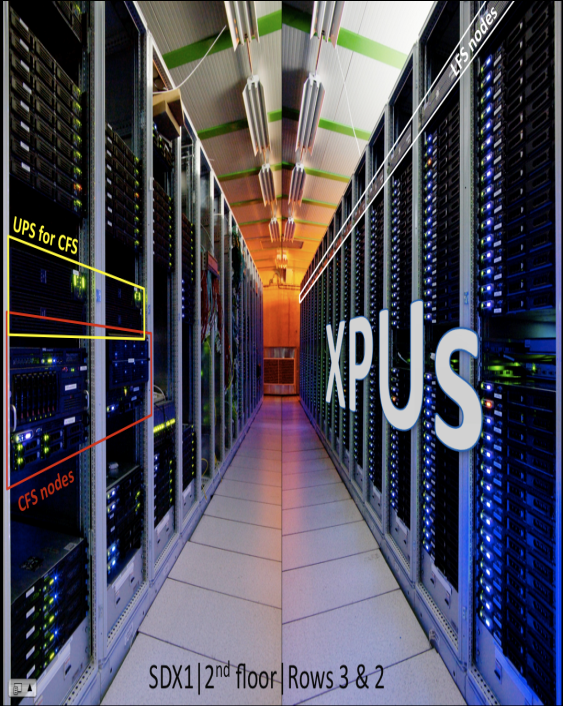 LFS nodes
UPS for CFS
XPUs
CFS nodes
SDX1|2nd floor|Rows 3 & 2